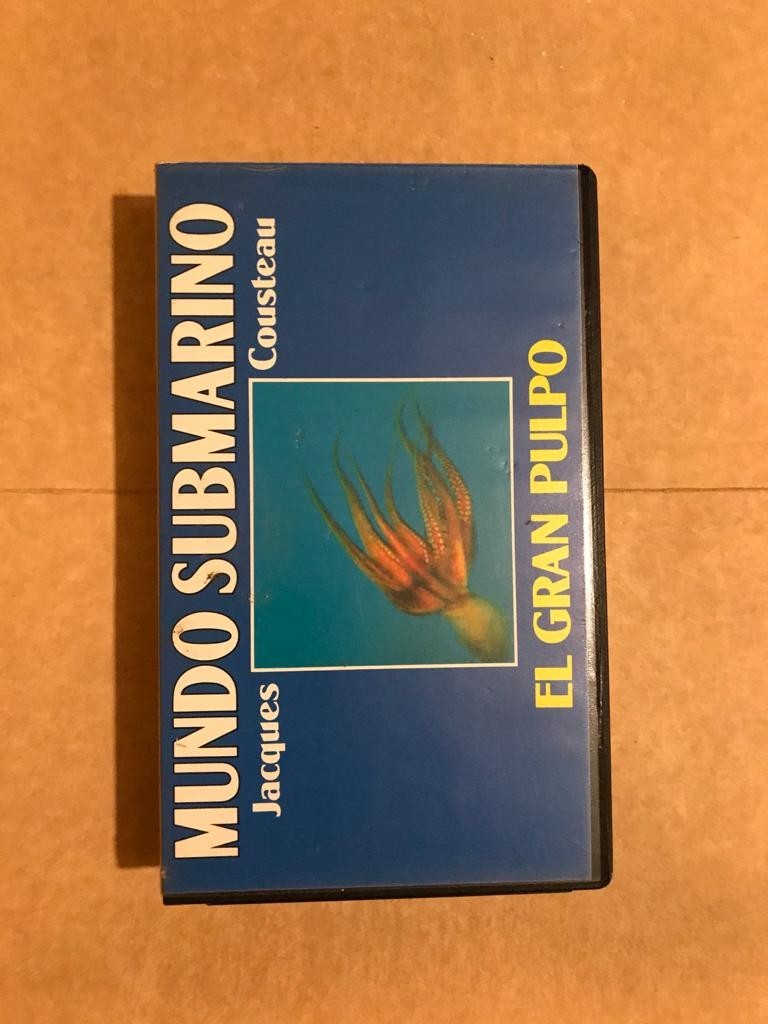 MUNDO SUBMARINO
Jacques Cousteau
EL GRAN PULPO